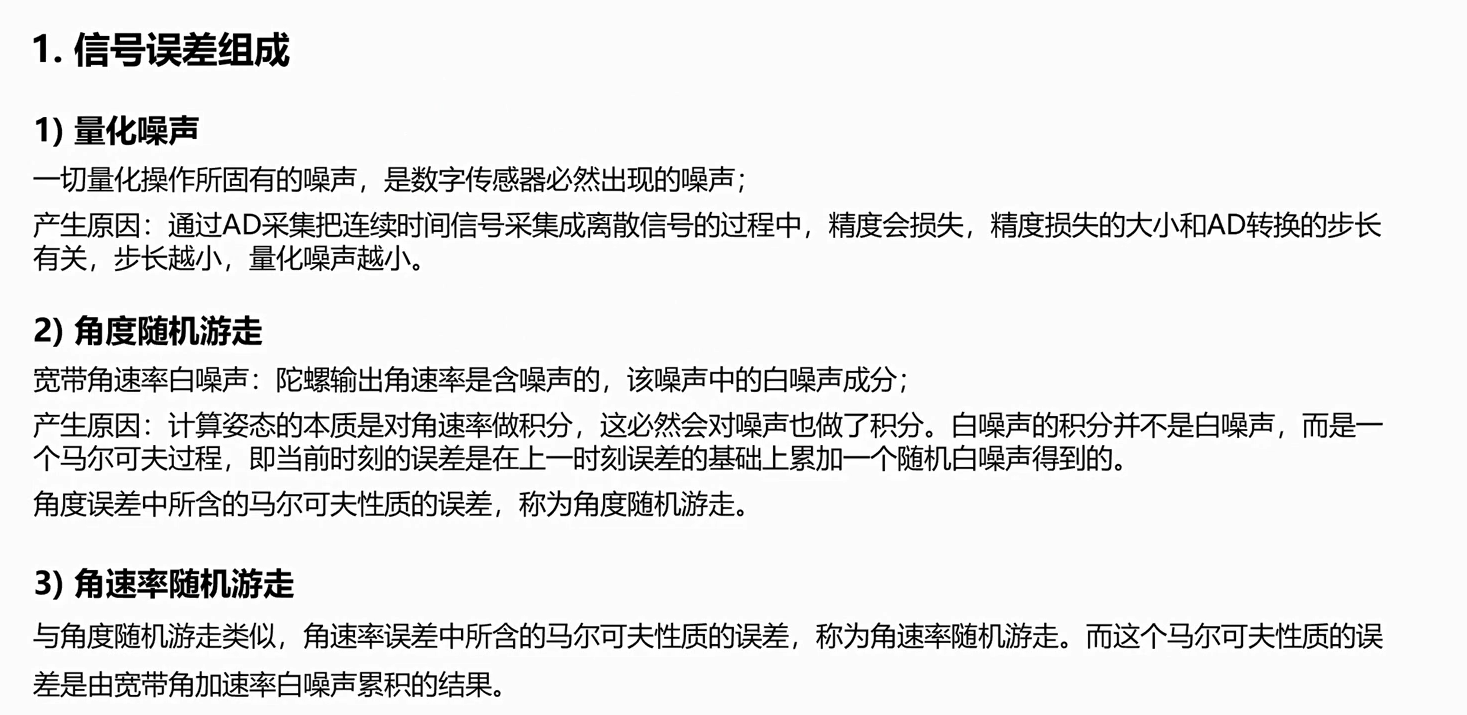 1. 信号误差组成
1) 量化噪声
一切量化操作所固有的噪声，是数字传感器必然出现的噪声；
产生原因：通过AD采集把连续时间信号采集成离散信号的过程中，精度会损失，精度损失的大小和AD转换的步长
有关，步长越小，量化噪声越小。
2) 角度随机游走
宽带角速率白噪声：陀螺输出角速率是含噪声的，该噪声中的白噪声成分；
产生原因：计算姿态的本质是对角速率做积分，这必然会对噪声也做了积分。白噪声的积分并不是白噪声，而是一
个马尔可夫过程，即当前时刻的误差是在上一时刻误差的基础上累加一个随机白噪声得到的。
角度误差中所含的马尔可夫性质的误差，称为角度随机游走。
3) 角速率随机游走
与角度随机游走类似，角速率误差中所含的马尔可夫性质的误差，称为角速率随机游走。而这个马尔可夫性质的误
差是由宽带角加速率白噪声累积的结果。